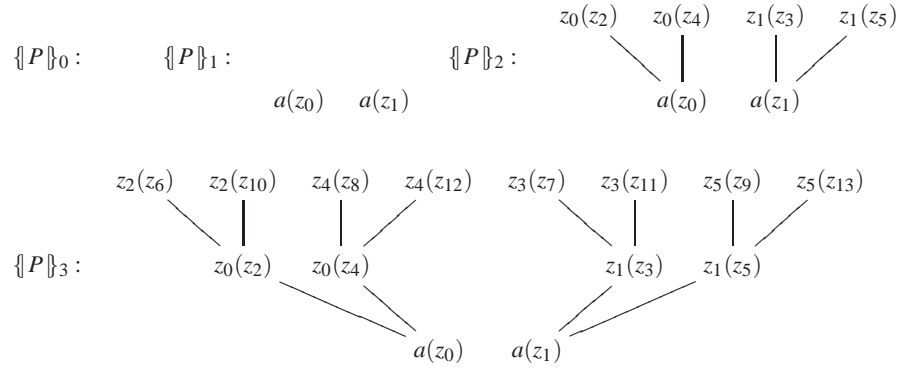 z₀(z₂) z₀(z₄) z₁(z₃) z₁(z₅)
{|P|}₀ : {|P|}₁ : {|P|}₂ :
a(z₀) a(z₁) a(z₀) a(z₁)
z₂(z₆) z₂(z₁₀) z₄(z₈) z₄(z₁₂) z₃(z₇) z₃(z₁₁) z₅(z₉) z₅(z₁₃)
{|P|}₃ : z₀(z₂) z₀(z₄) z₁(z₃) z₁(z₅)
a(z₀) a(z₁)